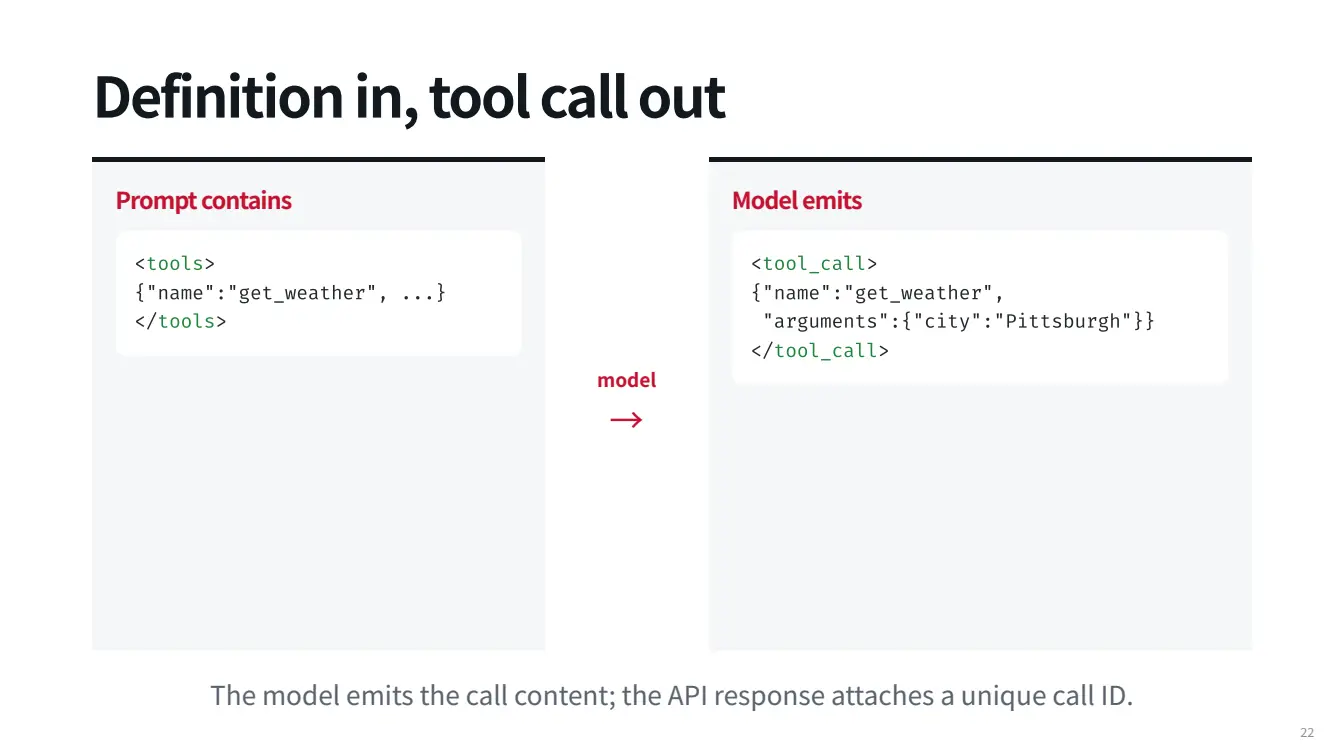 Definition in, tool call out
Prompt contains
<tools>
{"name":"get_weather", ...}
</tools>
model
→
Model emits
<tool_call>
{"name":"get_weather",
 "arguments":{"city":"Pittsburgh"}}
</tool_call>
The model emits the call content; the API response attaches a unique call ID.
22